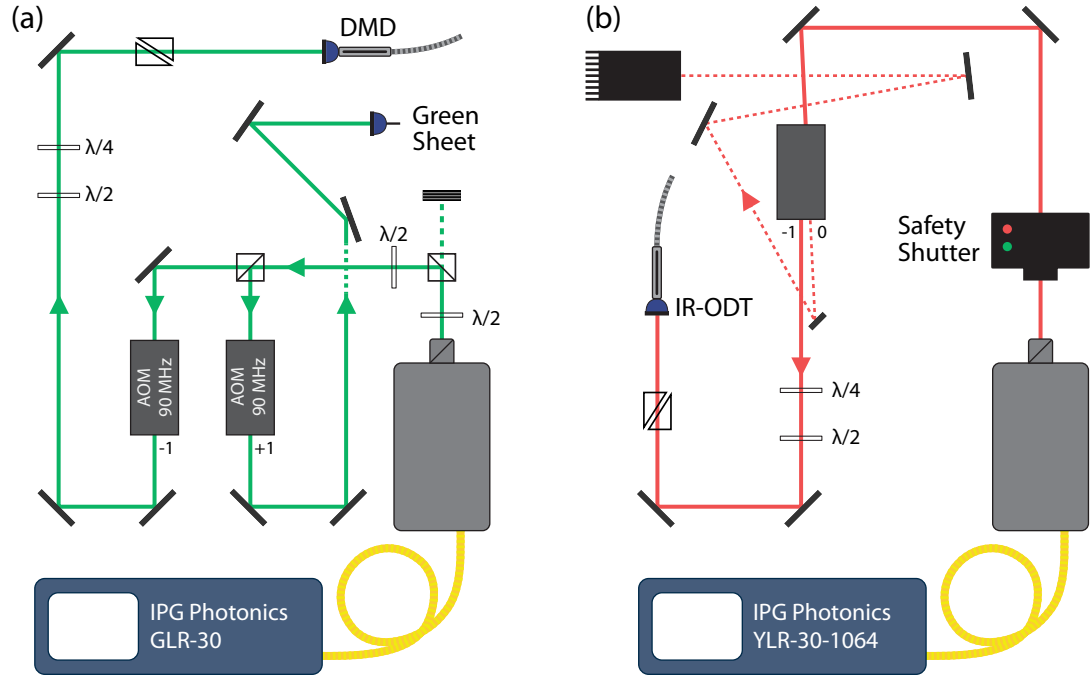 (a)
DMD
Green
Sheet
λ/4
λ/2
λ/2
λ/2
AOM
90 MHz
AOM
90 MHz
-1
+1
IPG Photonics
GLR-30
(b)
-1
0
Safety
Shutter
IR-ODT
λ/4
λ/2
IPG Photonics
YLR-30-1064